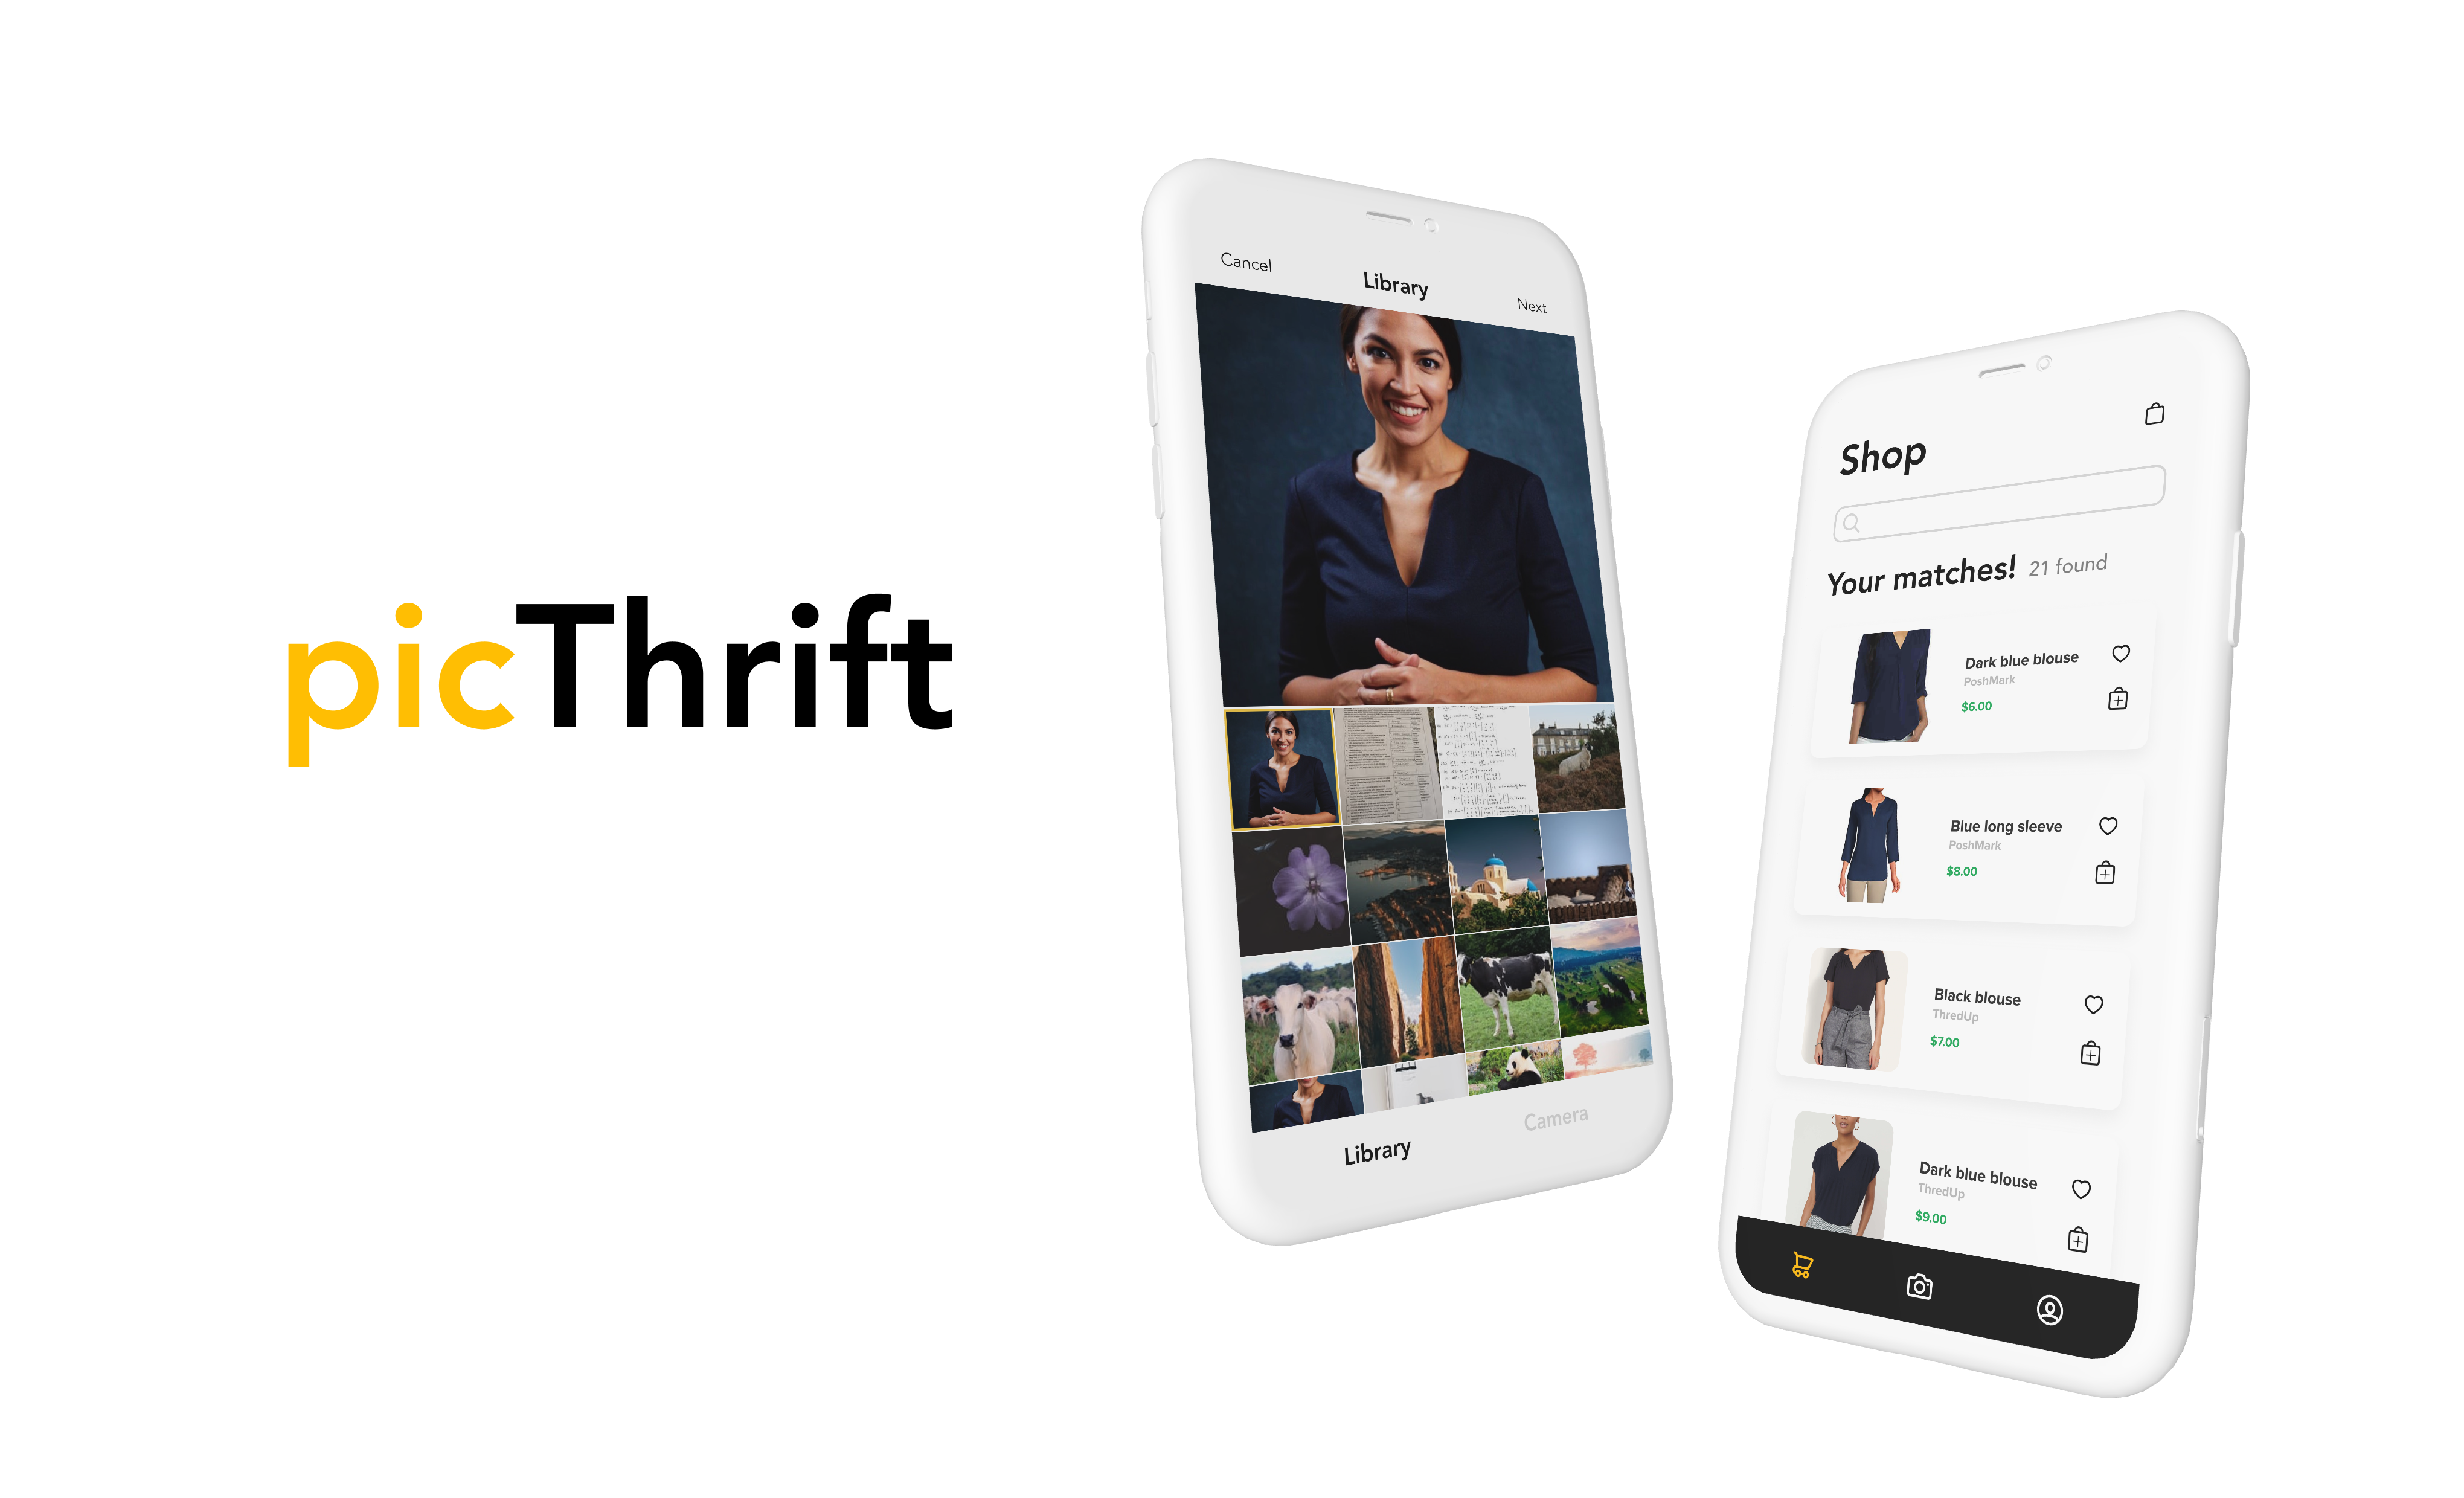 picThrift
Cancel
Library
Next
Library
Camera
Shop
Your matches! 21 found
Dark blue blouse
PoshMark
$6.00
Blue long sleeve
PoshMark
$8.00
Black blouse
ThredUp
$7.00
Dark blue blouse
ThredUp
$9.00